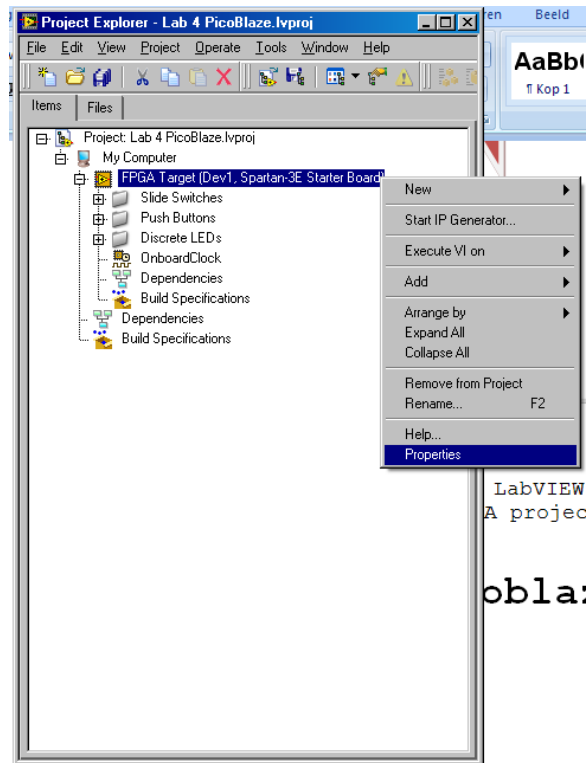 Project Explorer - Lab 4 PicoBlaze.lvproj
File Edit View Project Operate Tools Window Help
Items Files
Project: Lab 4 PicoBlaze.lvproj
My Computer
FPGA Target (Dev1, Spartan-3E Starter Board)
Slide Switches
Push Buttons
Discrete LEDs
OnboardClock
Dependencies
Build Specifications
Dependencies
Build Specifications
New
Start IP Generator...
Execute VI on
Add
Arrange by
Expand All
Collapse All
Remove from Project
Rename... F2
Help...
Properties
ren Beeld
AaBb
¶ Kop 1
LabVIEW
A projec
obla